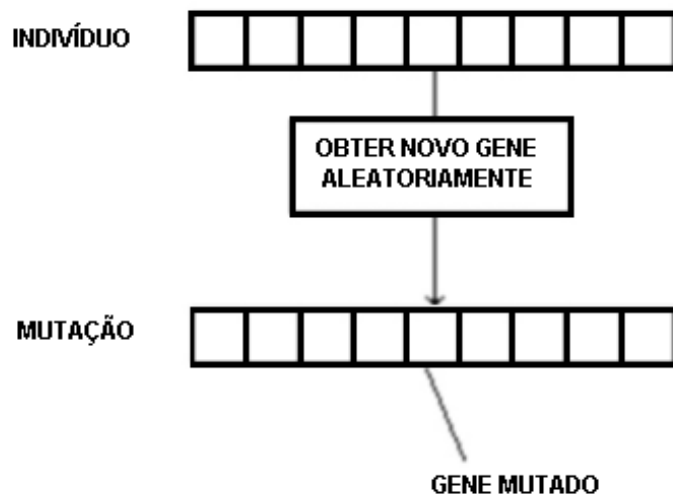 INDIVÍDUO
OBTER NOVO GENE
ALEATORIAMENTE
MUTAÇÃO
GENE MUTADO